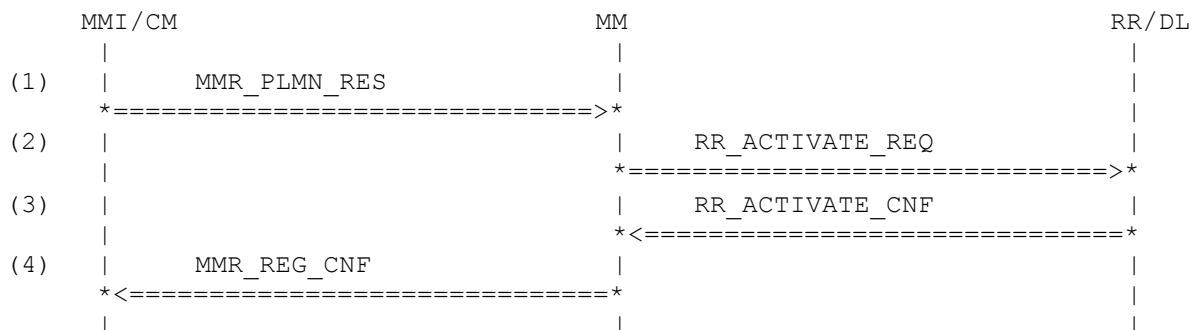 MMI/CM MM RR/DL
| | |
(1) | MMR_PLMN_RES | |
*==============================>* |
(2) | | RR_ACTIVATE_REQ |
| *==============================>*
(3) | | RR_ACTIVATE_CNF |
| *<==============================*
(4) | MMR_REG_CNF | |
*<==============================* |
| | |